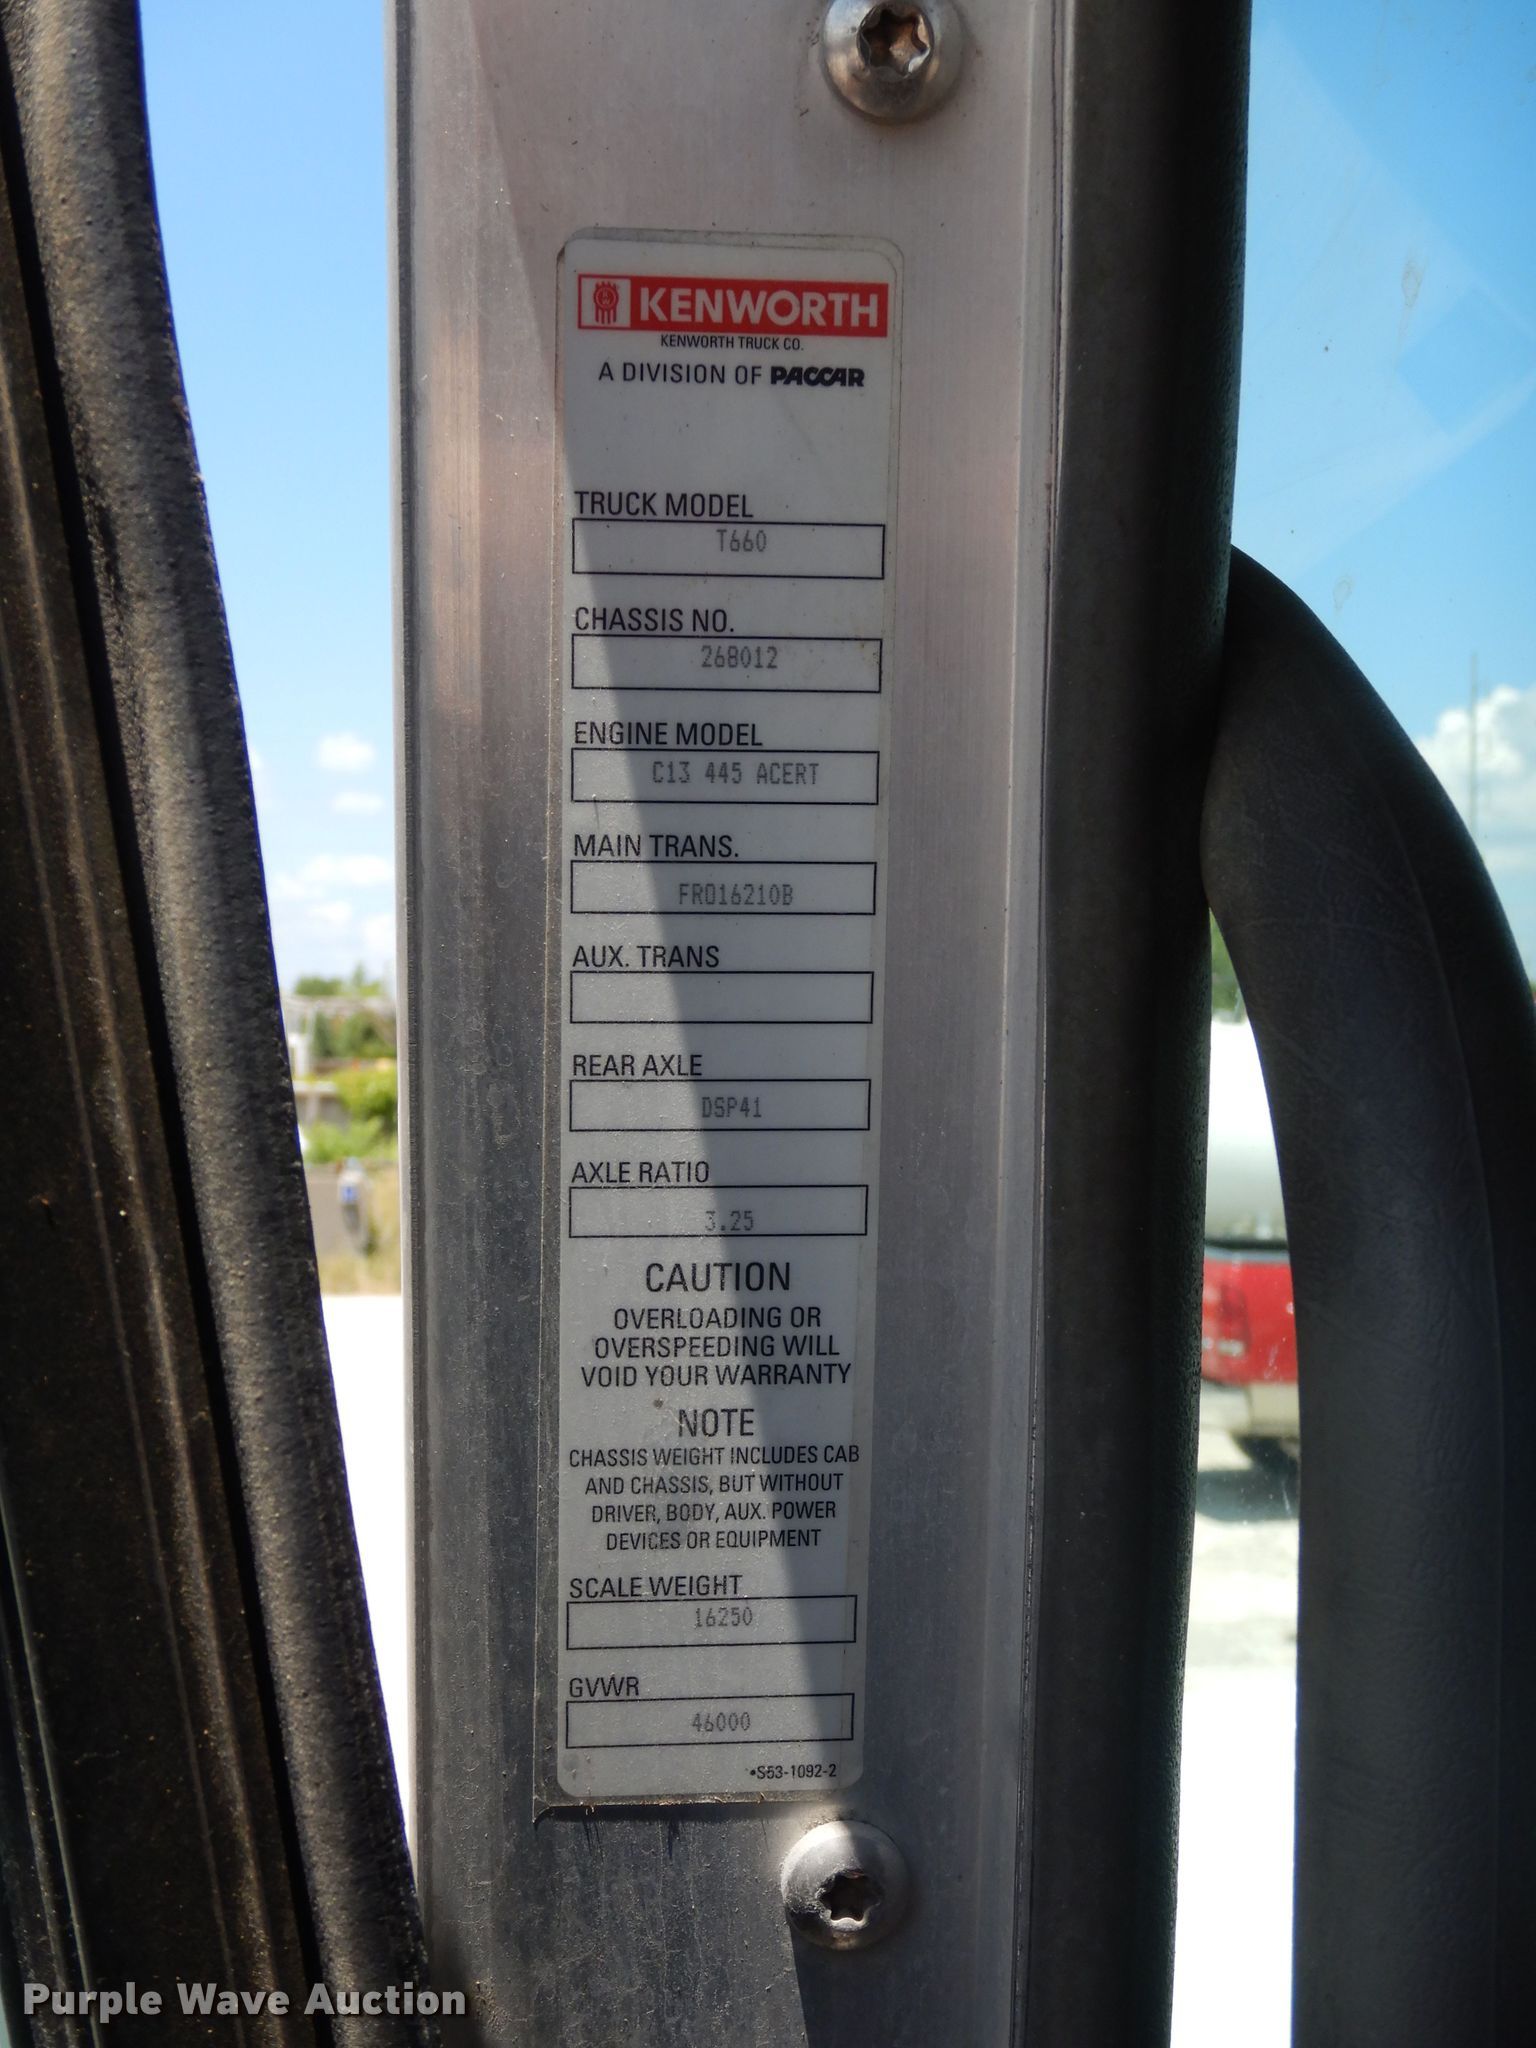 KENWORTH
KENWORTH TRUCK CO.
A DIVISION OF PACCAR
TRUCK MODEL
T660
CHASSIS NO.
268012
ENGINE MODEL
C13 445 ACERT
MAIN TRANS.
FRO16210B
AUX. TRANS
REAR AXLE
DSP41
AXLE RATIO
3.25
CAUTION
OVERLOADING OR
OVERSPEEDING WILL
VOID YOUR WARRANTY
NOTE
CHASSIS WEIGHT INCLUDES CAB
AND CHASSIS, BUT WITHOUT
DRIVER, BODY, AUX. POWER
DEVICES OR EQUIPMENT
SCALE WEIGHT
16250
GVWR
46000
•S53-1092-2
Purple Wave Auction